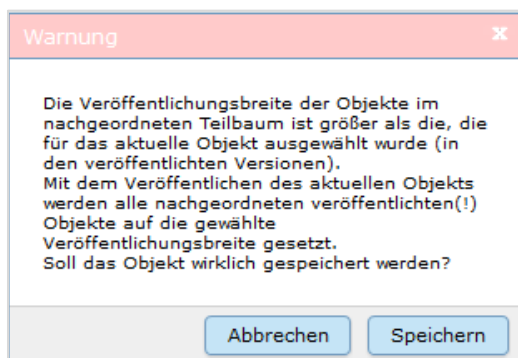 Warnung x
Die Veröffentlichungsbreite der Objekte im
nachgeordneten Teilbaum ist größer als die, die
für das aktuelle Objekt ausgewählt wurde (in
den veröffentlichten Versionen).
Mit dem Veröffentlichen des aktuellen Objekts
werden alle nachgeordneten veröffentlichten(!)
Objekte auf die gewählte
Veröffentlichungsbreite gesetzt.
Soll das Objekt wirklich gespeichert werden?
Abbrechen Speichern